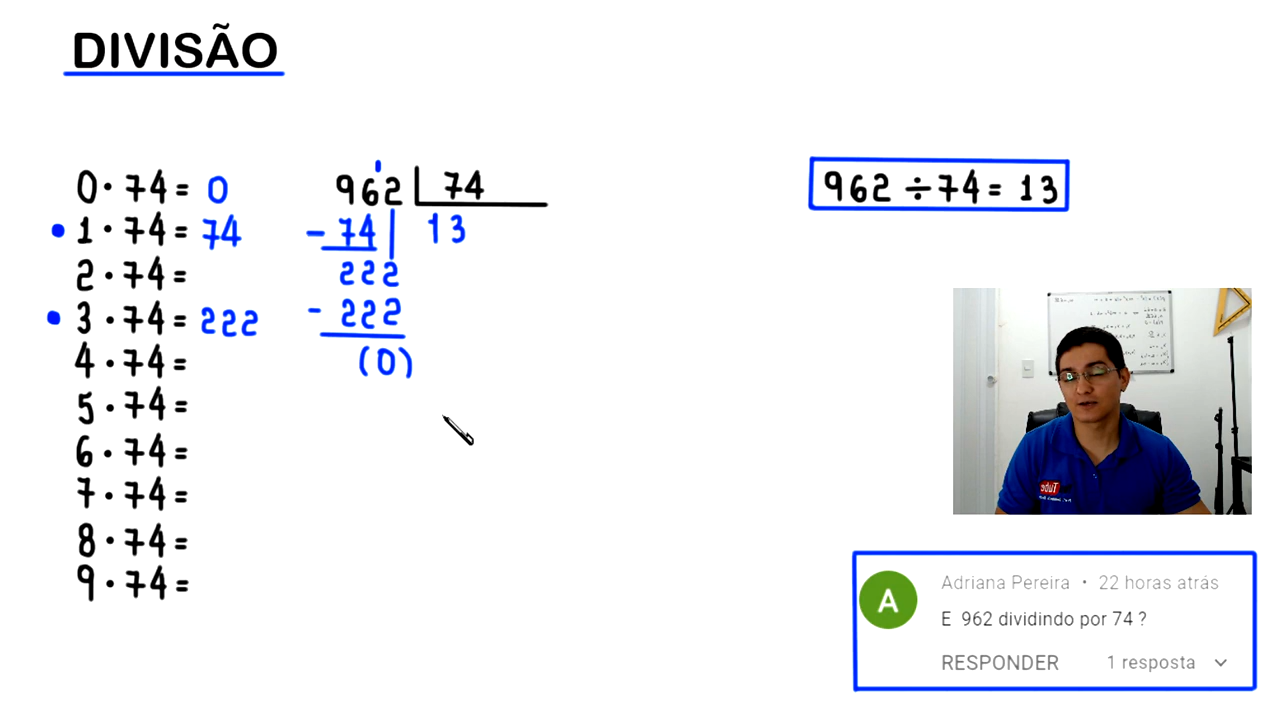 DIVISÃO
0 · 74 = 0
1 · 74 = 74
2 · 74 =
3 · 74 = 222
4 · 74 =
5 · 74 =
6 · 74 =
7 · 74 =
8 · 74 =
9 · 74 =
962 74
- 74 13
222
- 222
(0)
962 ÷ 74 = 13
A
Adriana Pereira • 22 horas atrás
E 962 dividindo por 74 ?
RESPONDER 1 resposta